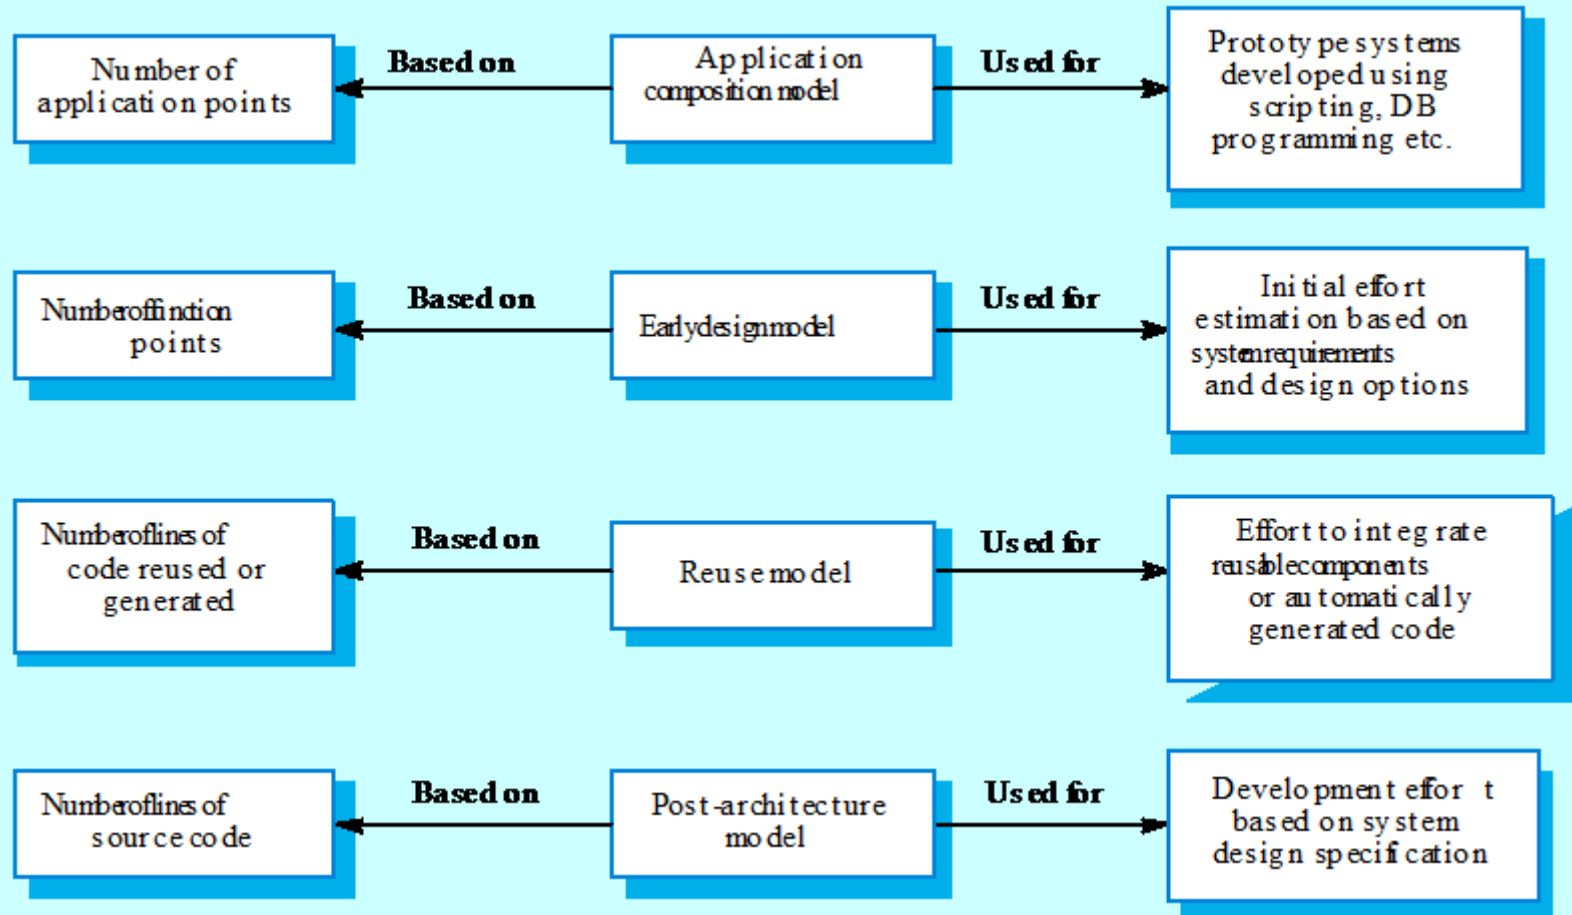 Number of
application points
Based on
Application
composition model
Used for
Prototype systems
developed using
scripting, DB
programming etc.
Number of function
points
Based on
Early design model
Used for
Initial effort
estimation based on
system requirements
and design options
Number of lines of
code reused or
generated
Based on
Reuse model
Used for
Effort to integrate
reusable components
or automatically
generated code
Number of lines of
source code
Based on
Post-architecture
model
Used for
Development effort
based on system
design specification